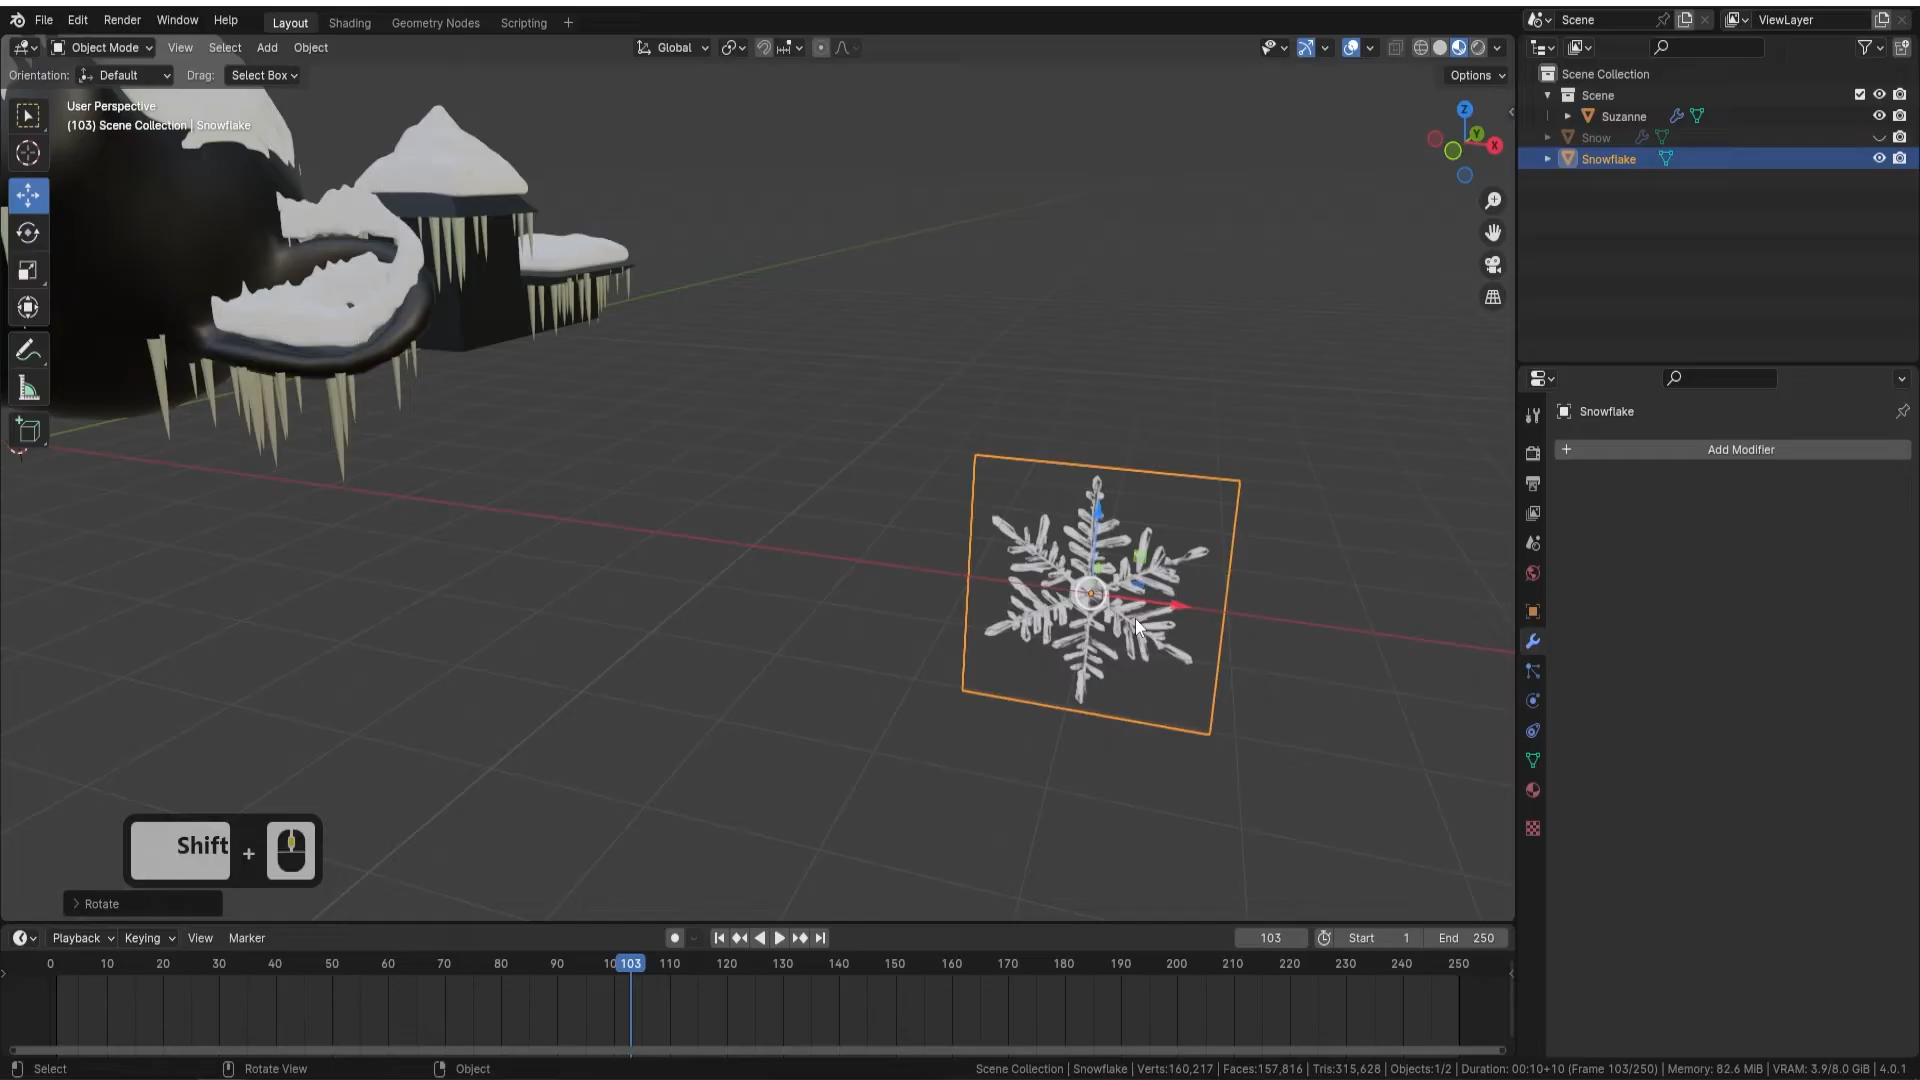 File Edit Render Window Help Layout Shading Geometry Nodes Scripting + Scene ViewLayer
Object Mode View Select Add Object Global
Orientation: Default Drag: Select Box Options
User Perspective
(103) Scene Collection | Snowflake
Z
Y
X
Scene Collection
Scene
Suzanne
Snow
Snowflake
Snowflake
+ Add Modifier
Shift +
Rotate
Playback Keying View Marker 103 Start 1 End 250
0 10 20 30 40 50 60 70 80 90 10 103 110 120 130 140 150 160 170 180 190 200 210 220 230 240 250
Select Rotate View Object Scene Collection | Snowflake | Verts:160,217 | Faces:157,816 | Tris:315,628 | Objects:1/2 | Duration: 00:10+10 (Frame 103/250) | Memory: 82.6 MiB | VRAM: 3.9/8.0 GiB | 4.0.1